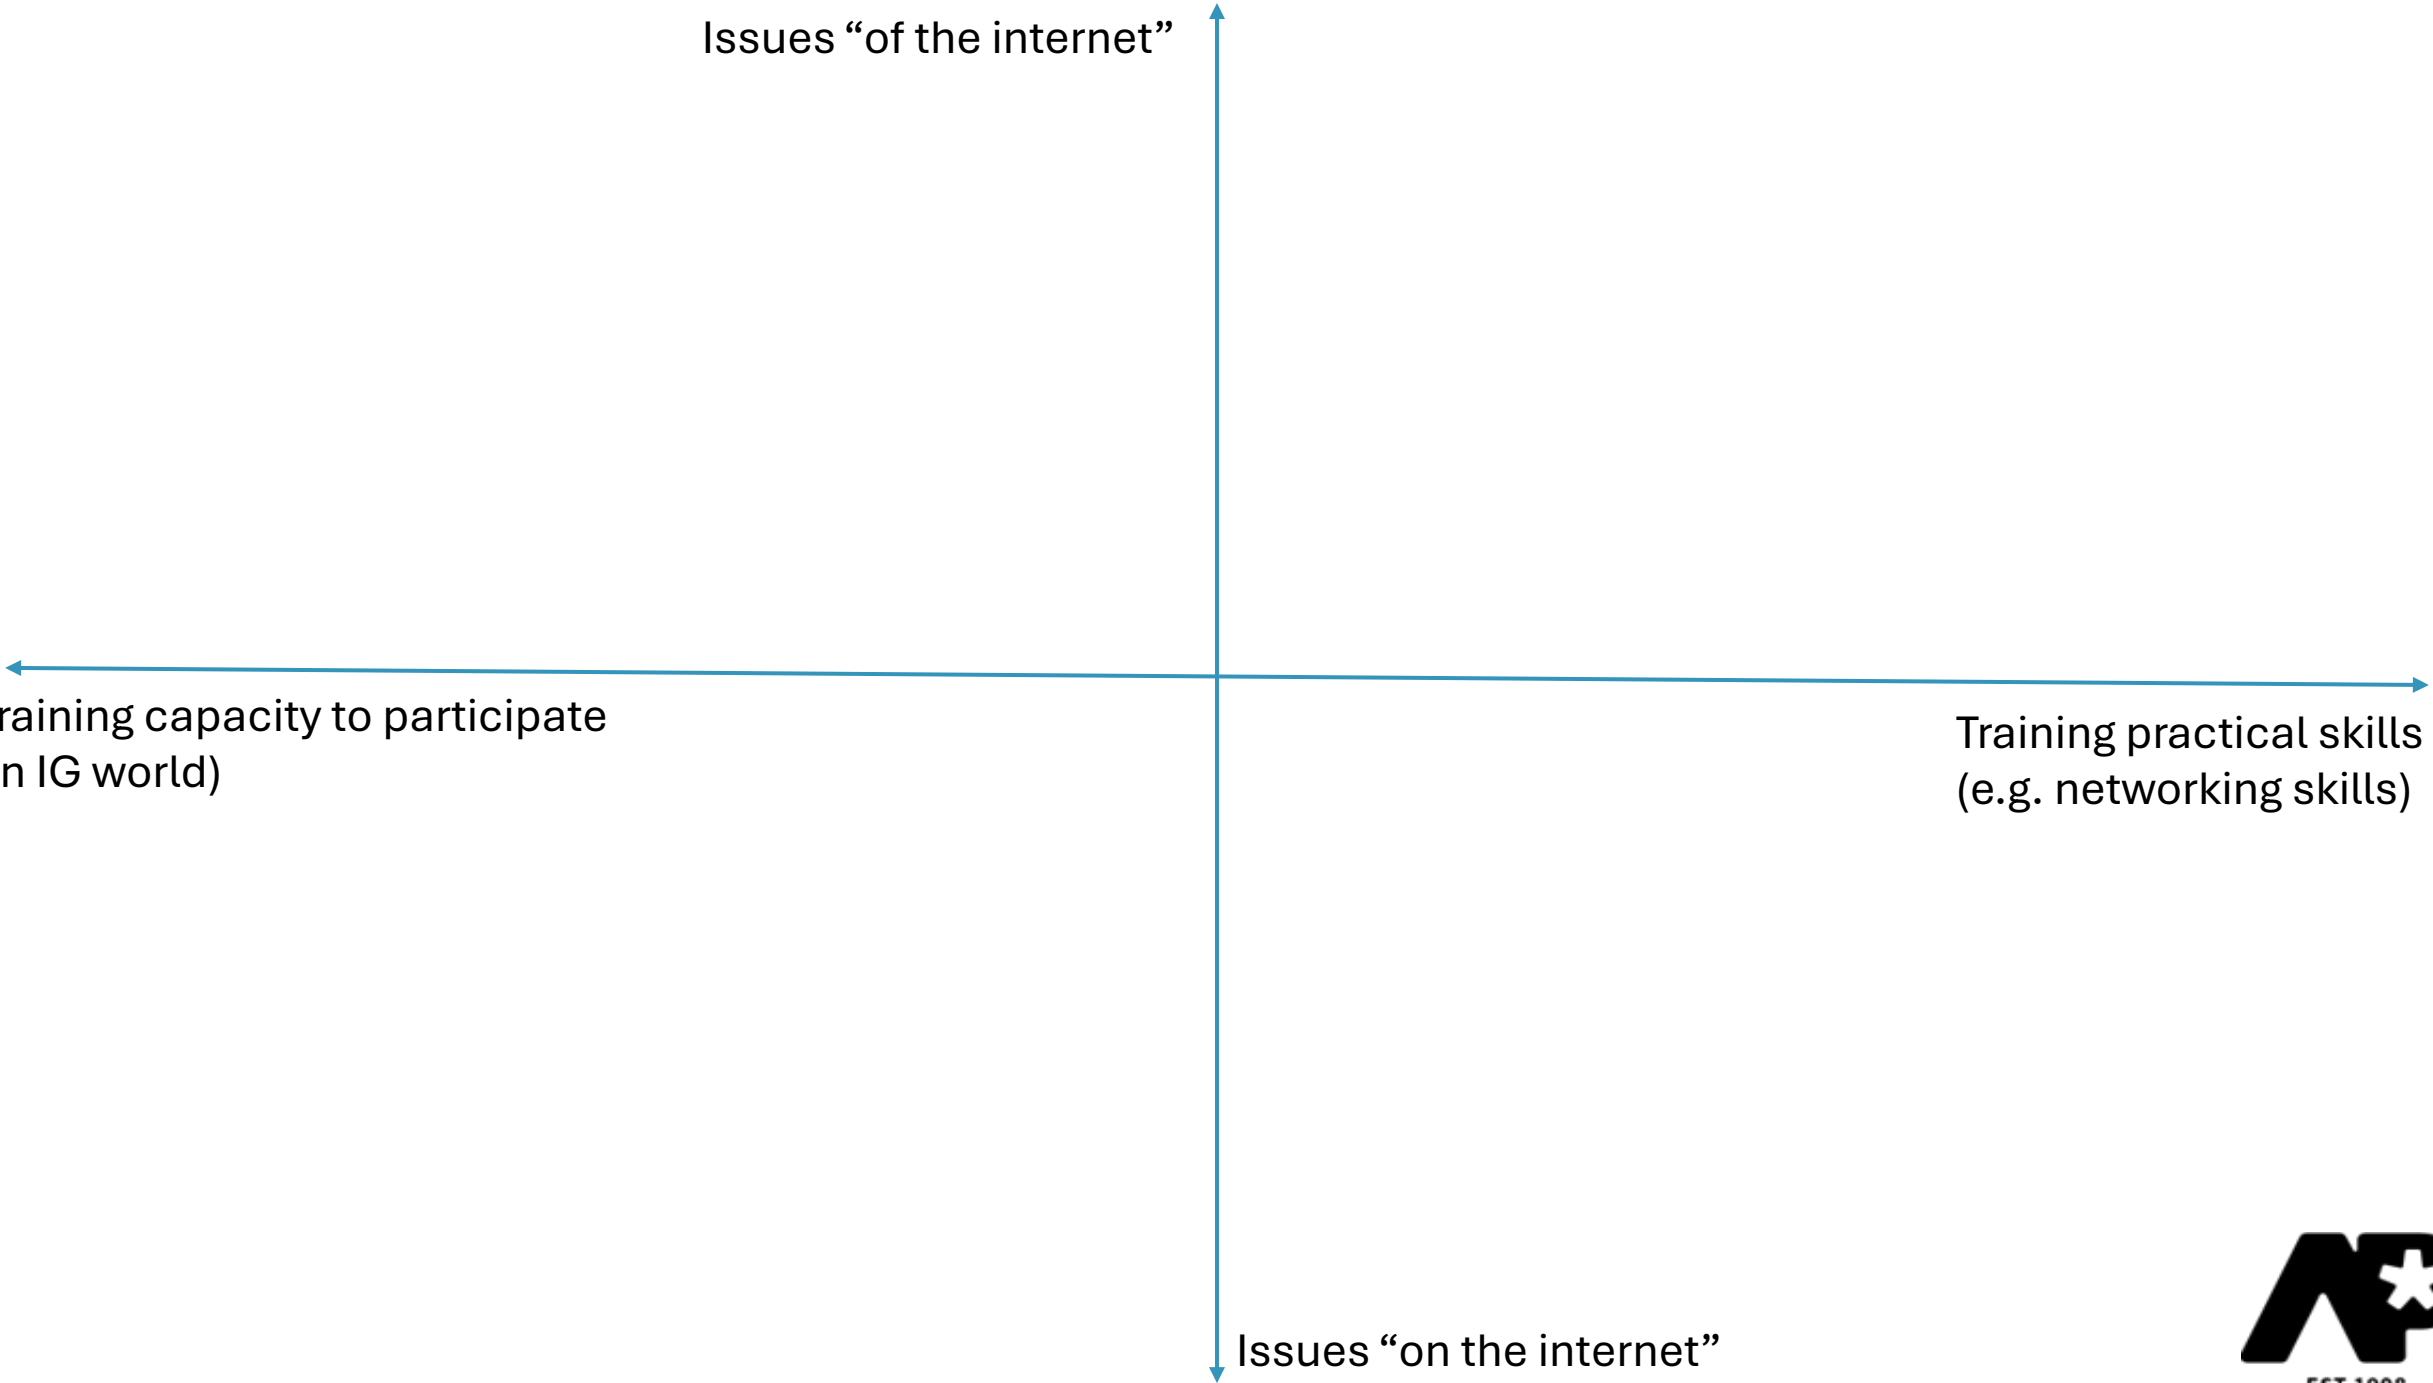 Issues “of the internet”
raining capacity to participate
n IG world)
Training practical skills
(e.g. networking skills)
Issues “on the internet”
AP